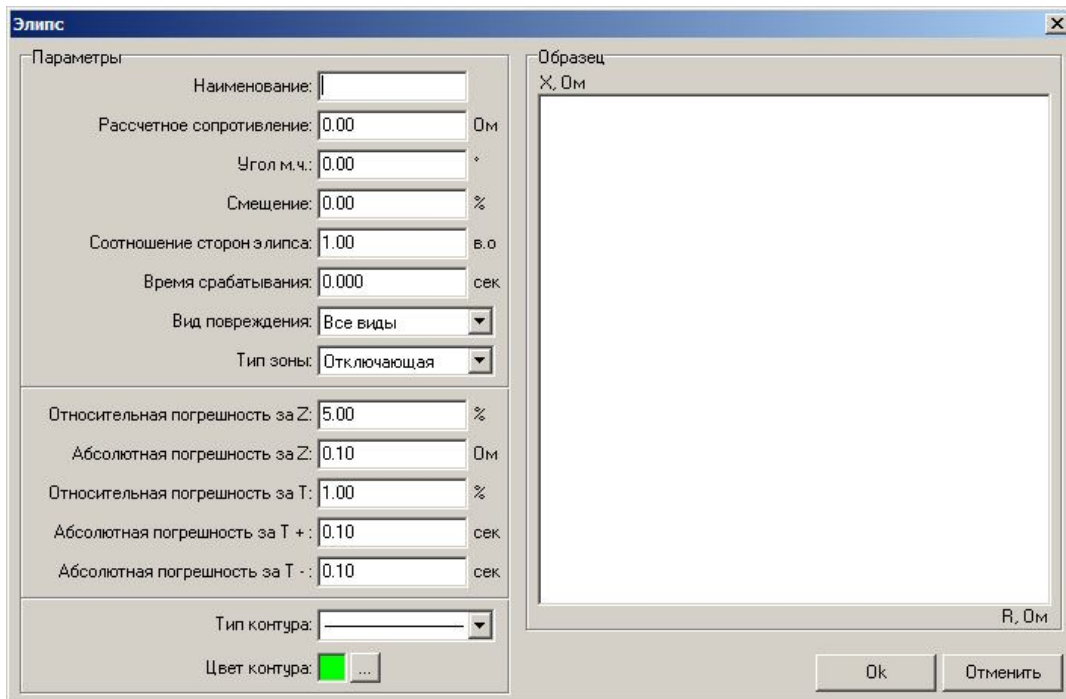 Элипс
Параметры
Наименование:
Рассчетное сопротивление: 0.00 Ом
Угол м.ч.: 0.00 °
Смещение: 0.00 %
Соотношение сторон элипса: 1.00 в.о
Время срабатывания: 0.000 сек
Вид повреждения: Все виды
Тип зоны: Отключающая
Относительная погрешность за Z: 5.00 %
Абсолютная погрешность за Z: 0.10 Ом
Относительная погрешность за T: 1.00 %
Абсолютная погрешность за T + : 0.10 сек
Абсолютная погрешность за T - : 0.10 сек
Тип контура:
Цвет контура: ...
Образец
X, Ом
R, Ом
Ok Отменить